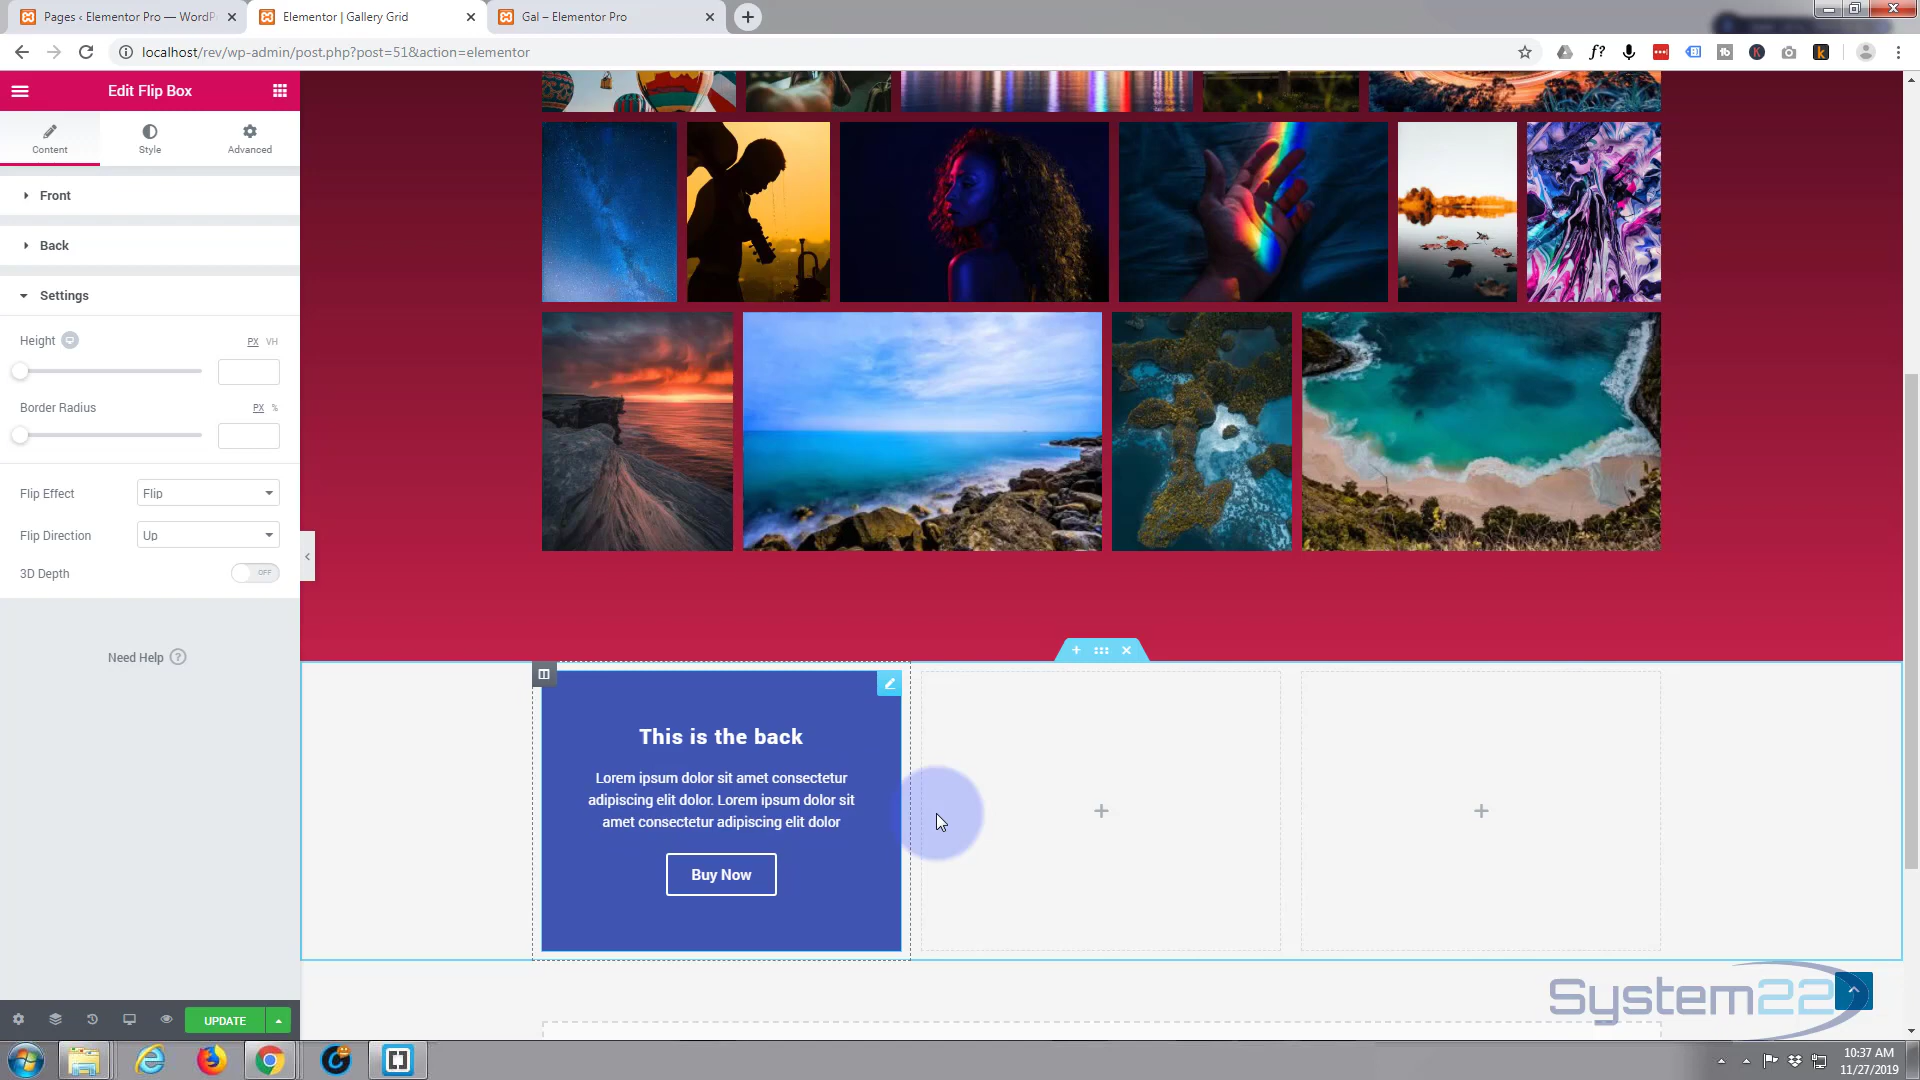 Pages ‹ Elementor Pro — WordP
Elementor | Gallery Grid
Gal – Elementor Pro
localhost/rev/wp-admin/post.php?post=51&action=elementor
Edit Flip Box
Content
Style
Advanced
Front
Back
Settings
Height
PX VH
Border Radius
PX %
Flip Effect
Flip
Flip Direction
Up
3D Depth
OFF
Need Help ?
UPDATE
This is the back
Lorem ipsum dolor sit amet consectetur
adipiscing elit dolor. Lorem ipsum dolor sit
amet consectetur adipiscing elit dolor
Buy Now
System22
10:37 AM
11/27/2019